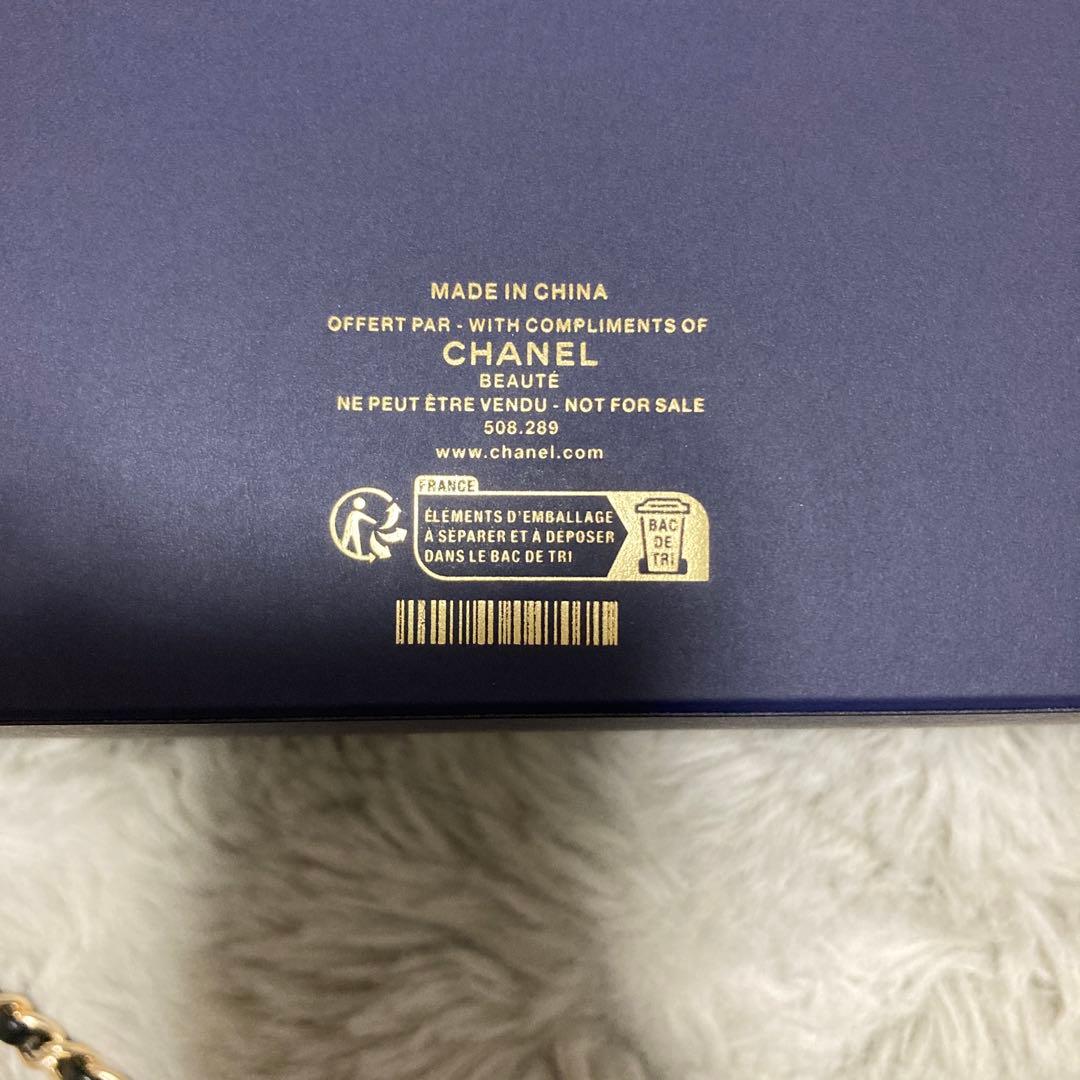 MADE IN CHINA
OFFERT PAR - WITH COMPLIMENTS OF
CHANEL
BEAUTÉ
NE PEUT ÊTRE VENDU - NOT FOR SALE
508.289
www.chanel.com
FRANCE
ÉLÉMENTS D'EMBALLAGE
À SÉPARER ET À DÉPOSER
DANS LE BAC DE TRI
BAC
DE
TRI